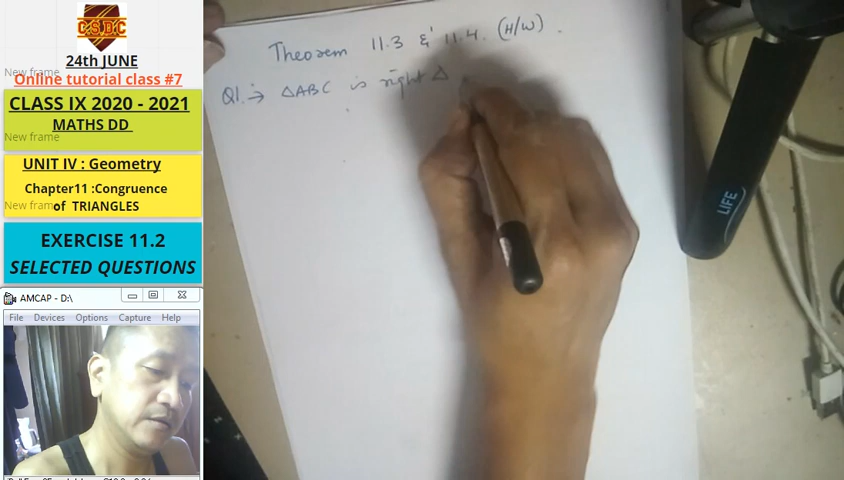 CSDC
24th JUNE
New frame
Online tutorial class #7
CLASS IX 2020 - 2021
MATHS DD
New frame
UNIT IV : Geometry
Chapter11 :Congruence
New frame
of TRIANGLES
EXERCISE 11.2
SELECTED QUESTIONS
AMCAP - D:\
File Devices Options Capture Help
Theorem 11.3 & 11.4. (H/W).
Q1. → △ABC is right △
LIFE